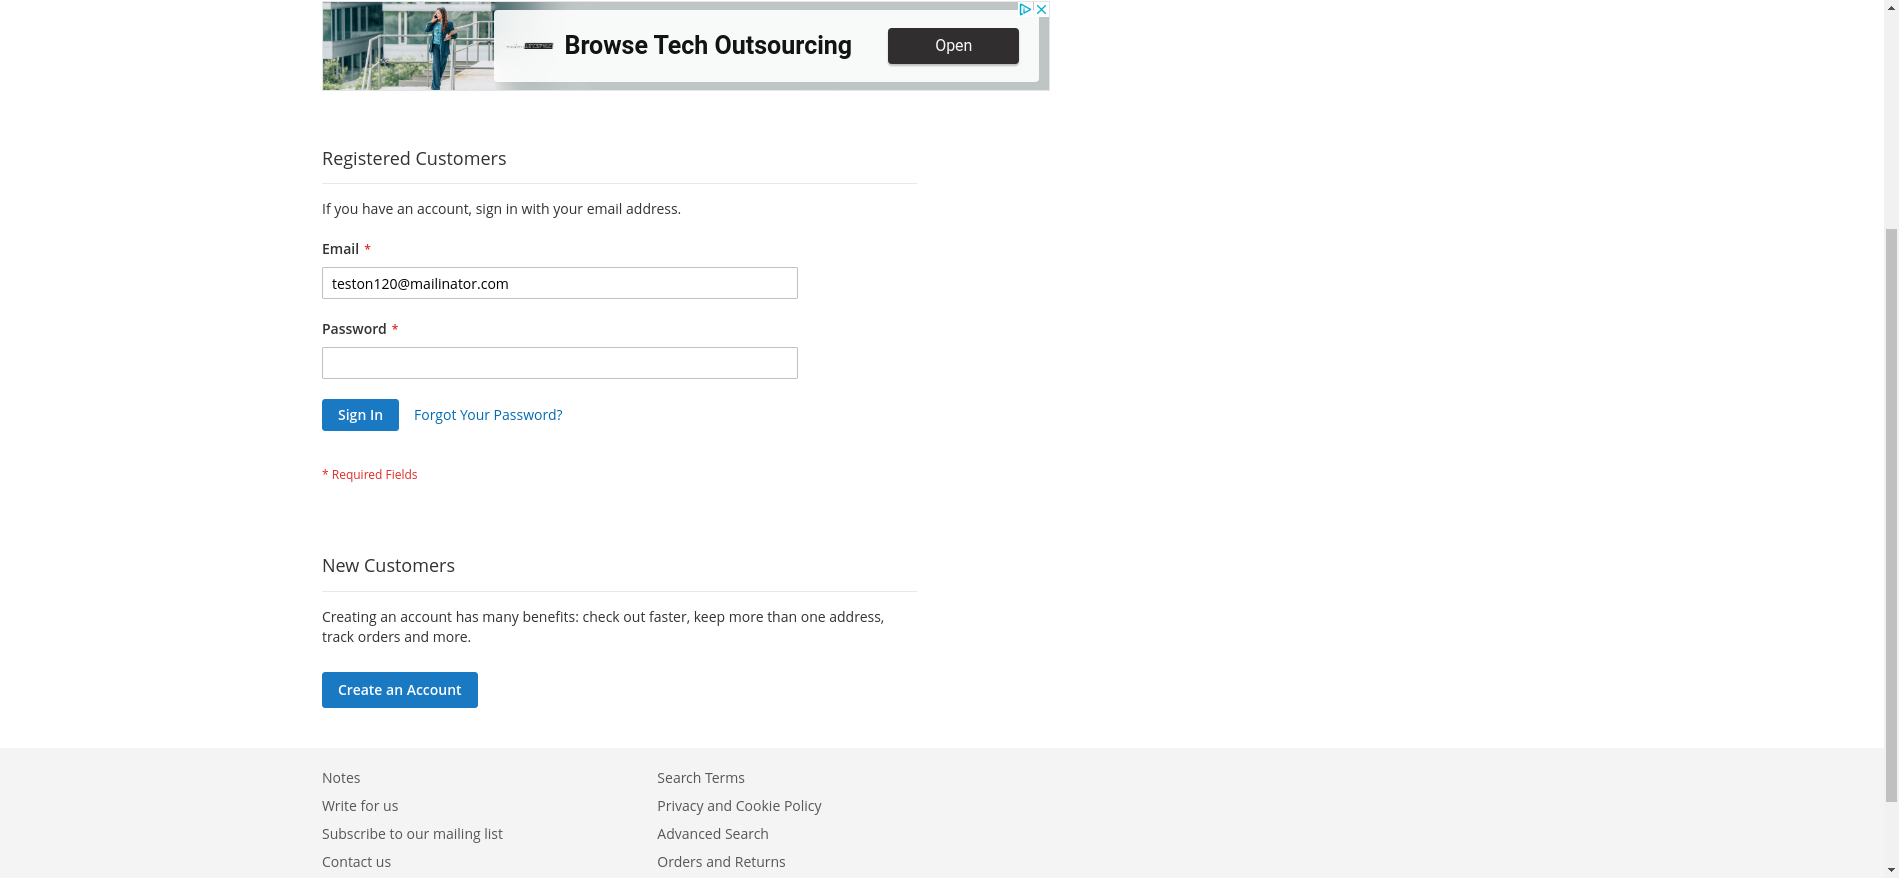 Browse Tech Outsourcing
Open
Registered Customers
If you have an account, sign in with your email address.
Email *
teston120@mailinator.com
Password *
Sign In Forgot Your Password?
* Required Fields
New Customers
Creating an account has many benefits: check out faster, keep more than one address,
track orders and more.
Create an Account
Notes
Write for us
Subscribe to our mailing list
Contact us
Search Terms
Privacy and Cookie Policy
Advanced Search
Orders and Returns